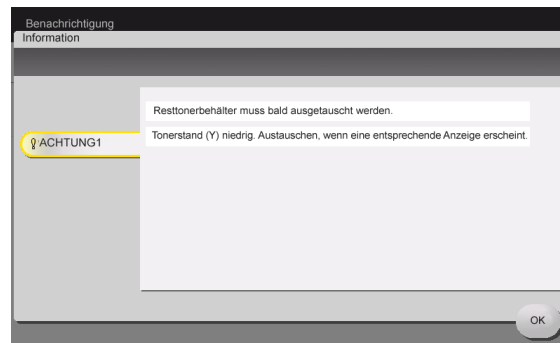 Benachrichtigung
Information
Resttonerbehälter muss bald ausgetauscht werden.
Tonerstand (Y) niedrig. Austauschen, wenn eine entsprechende Anzeige erscheint.
ACHTUNG1
OK